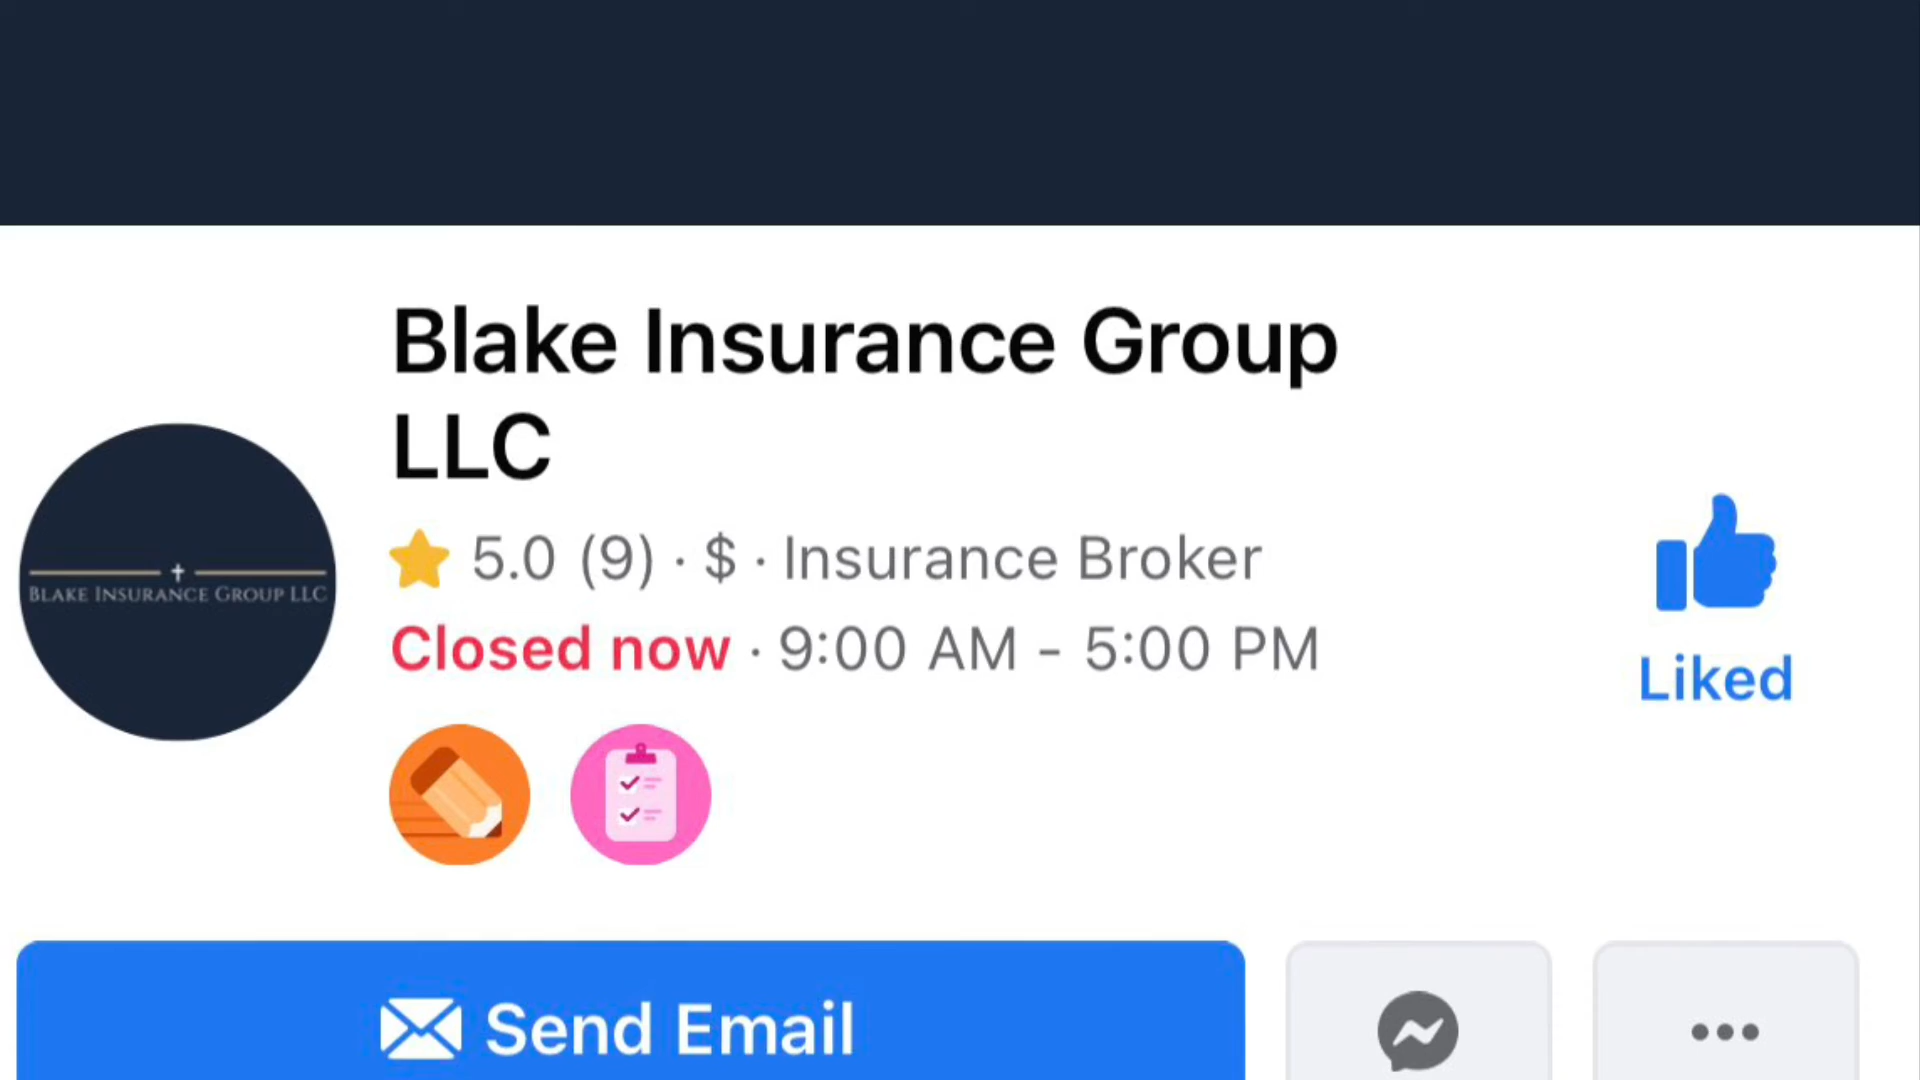 Blake Insurance Group
LLC
5.0 (9) · $ · Insurance Broker
Closed now · 9:00 AM - 5:00 PM
BLAKE INSURANCE GROUP LLC
Liked
Send Email